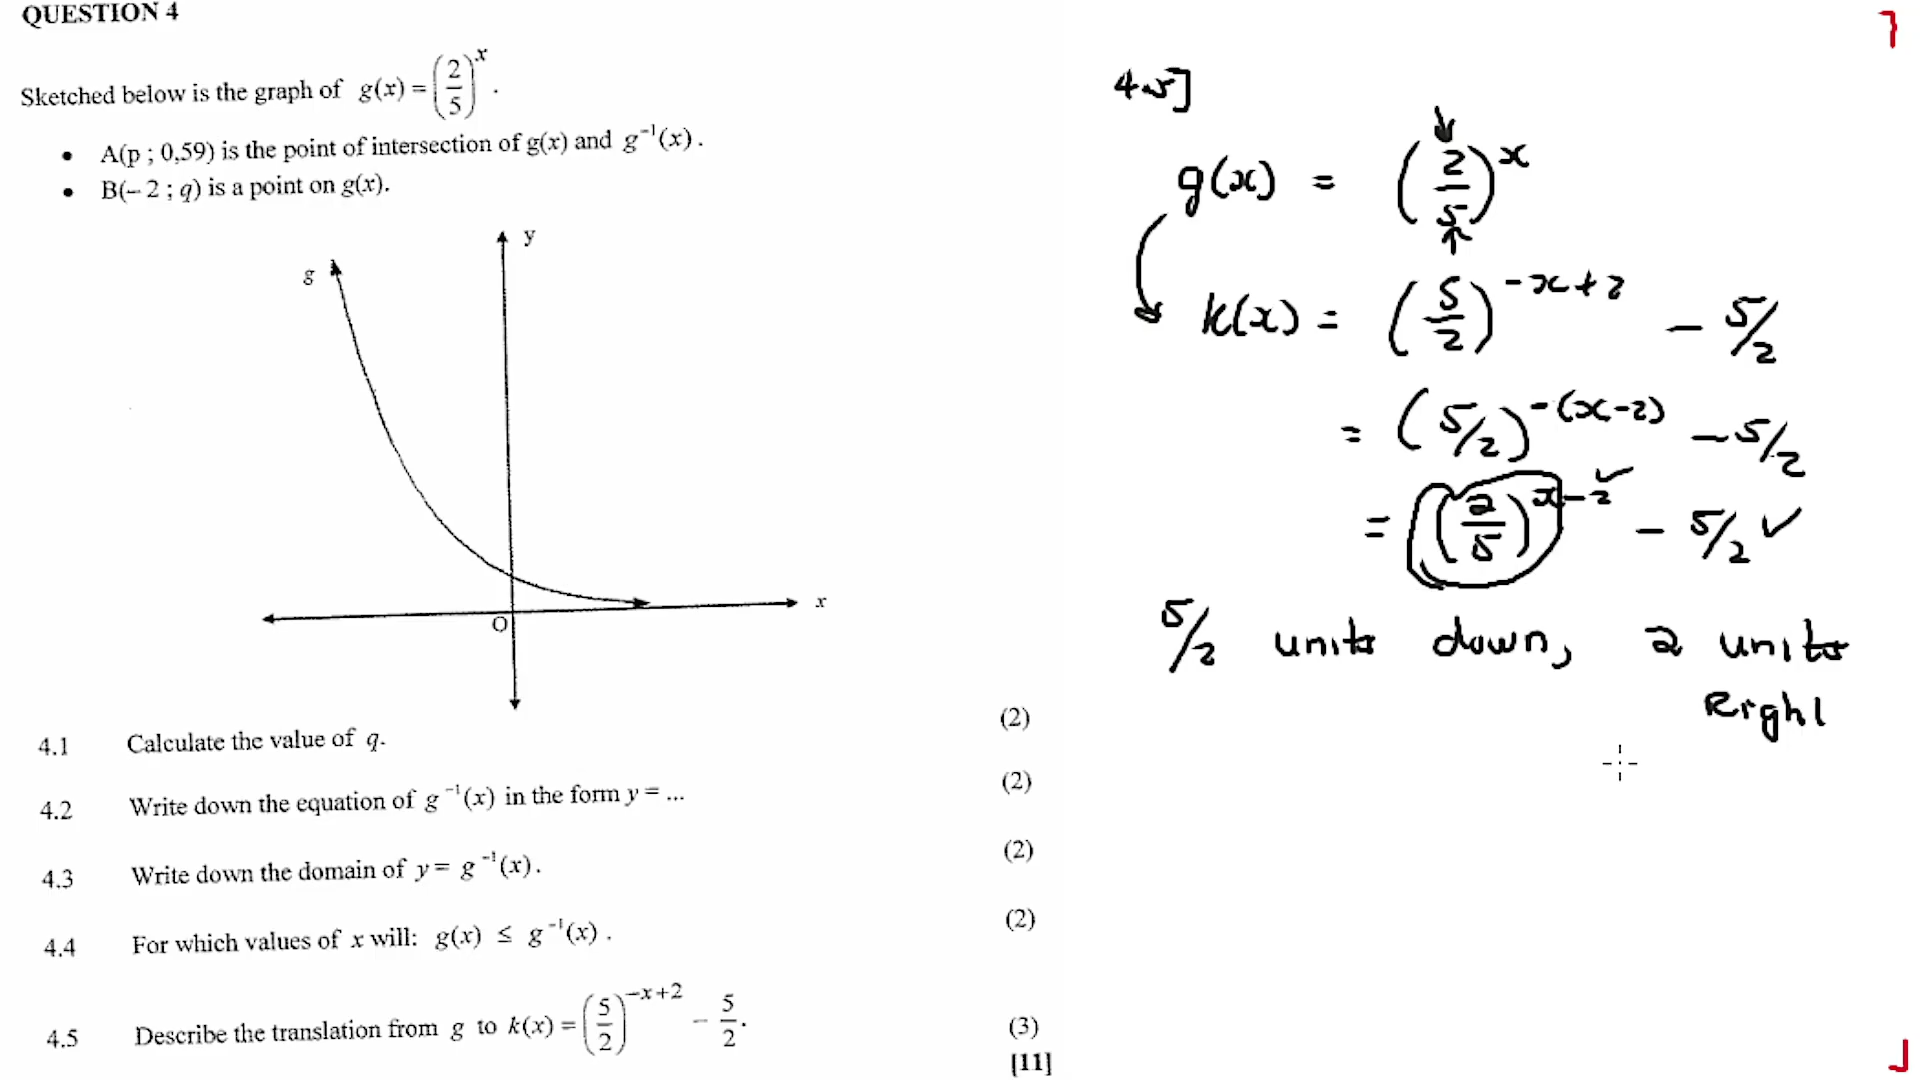 QUESTION 4
Sketched below is the graph of g(x) = (2/5)^x .
• A(p ; 0,59) is the point of intersection of g(x) and g⁻¹(x) .
• B(– 2 ; q) is a point on g(x).
y
g
x
O
4.1 Calculate the value of q. (2)
4.2 Write down the equation of g⁻¹(x) in the form y = ... (2)
4.3 Write down the domain of y = g⁻¹(x). (2)
4.4 For which values of x will: g(x) ≤ g⁻¹(x) . (2)
4.5 Describe the translation from g to k(x) = (5/2)^(–x+2) – 5/2. (3)
[11]
4.5]
g(x) = (2/5)^x
k(x) = (5/2)^(-x+2) - 5/2
= (5/2)^(-(x-2)) - 5/2
= (2/5)^(x-2) - 5/2
5/2 units down, 2 units
Right